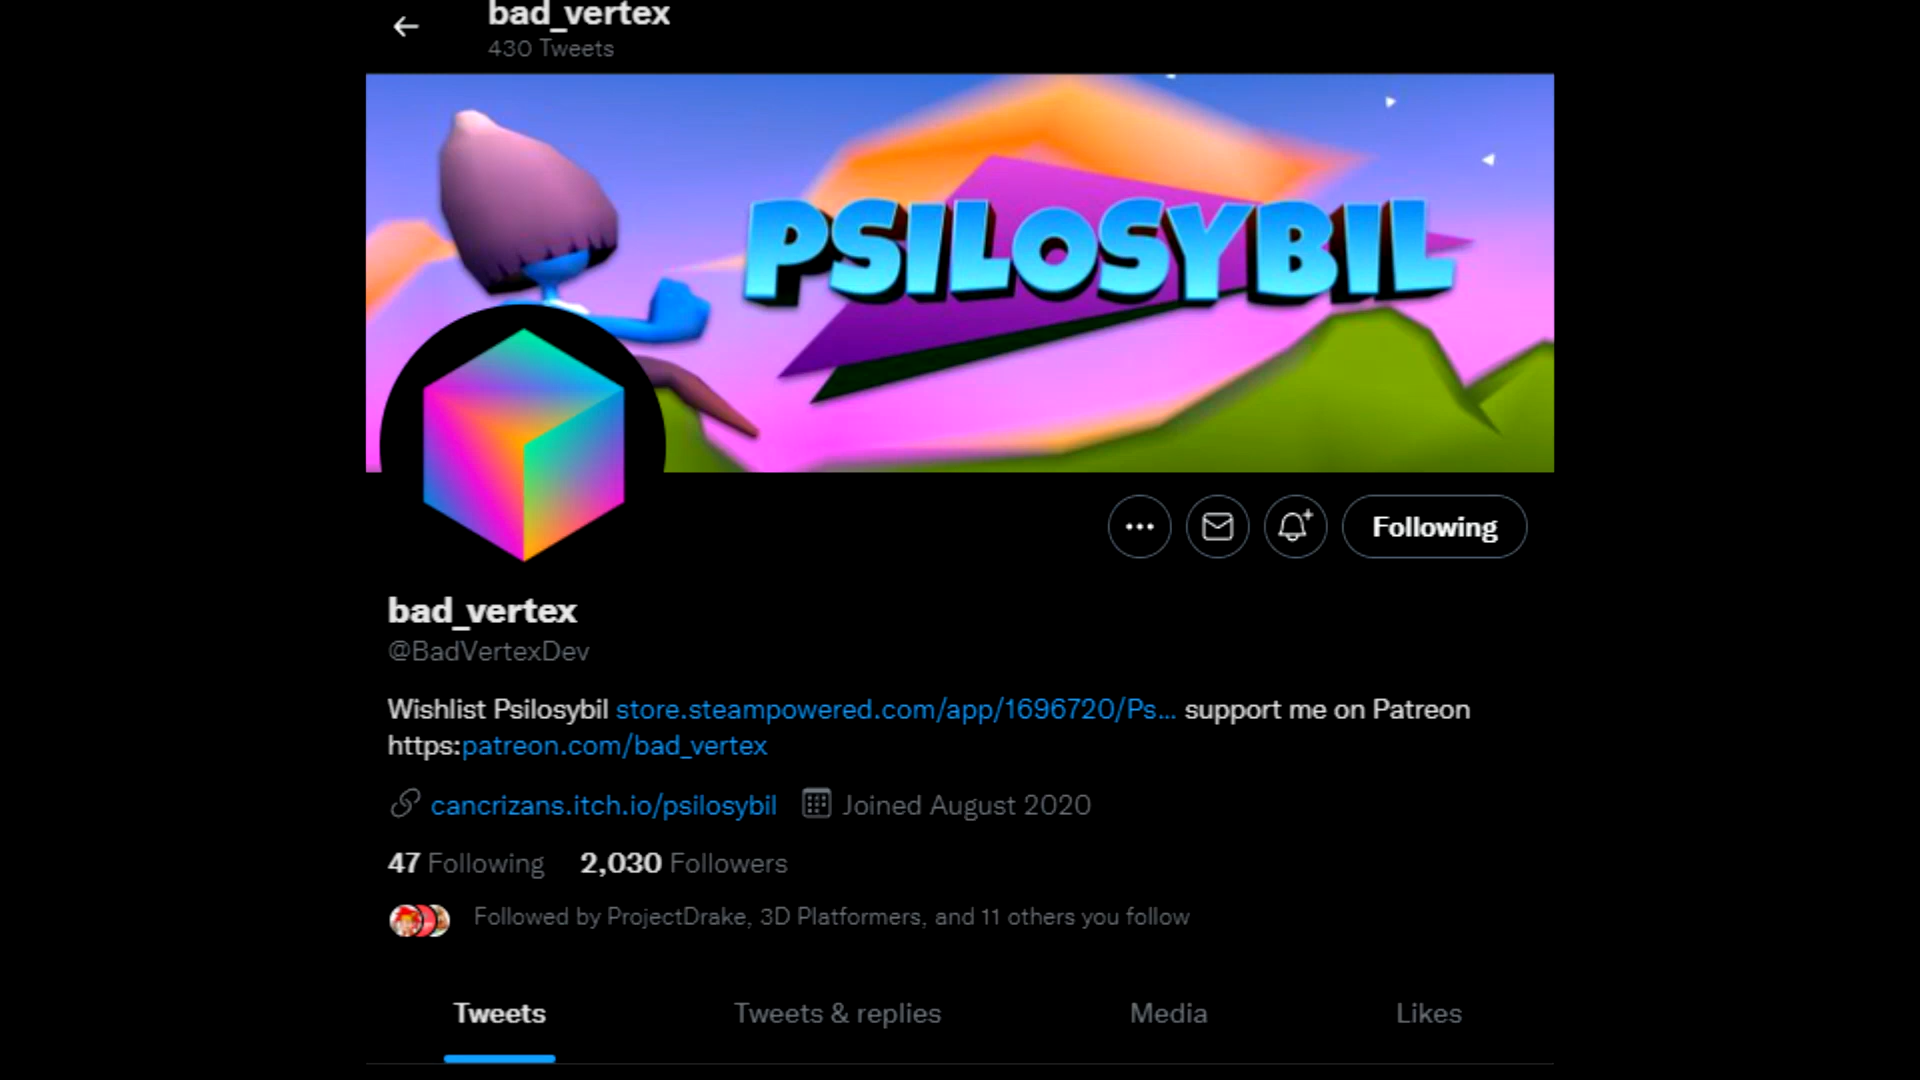 bad_vertex
430 Tweets
PSILOSYBIL
Following
bad_vertex
@BadVertexDev
Wishlist Psilosybil store.steampowered.com/app/1696720/Ps... support me on Patreon
https:patreon.com/bad_vertex
cancrizans.itch.io/psilosybil Joined August 2020
47 Following 2,030 Followers
Followed by ProjectDrake, 3D Platformers, and 11 others you follow
Tweets Tweets & replies Media Likes